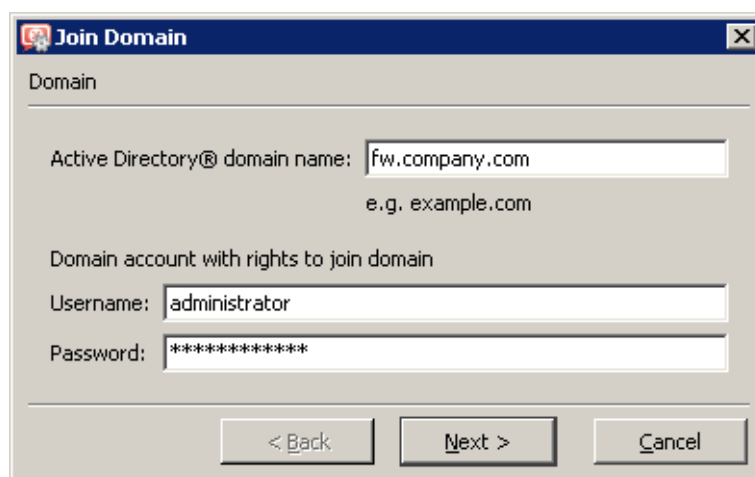 Join Domain
Domain
Active Directory® domain name: fw.company.com
e.g. example.com
Domain account with rights to join domain
Username: administrator
Password: ************
< Back Next > Cancel